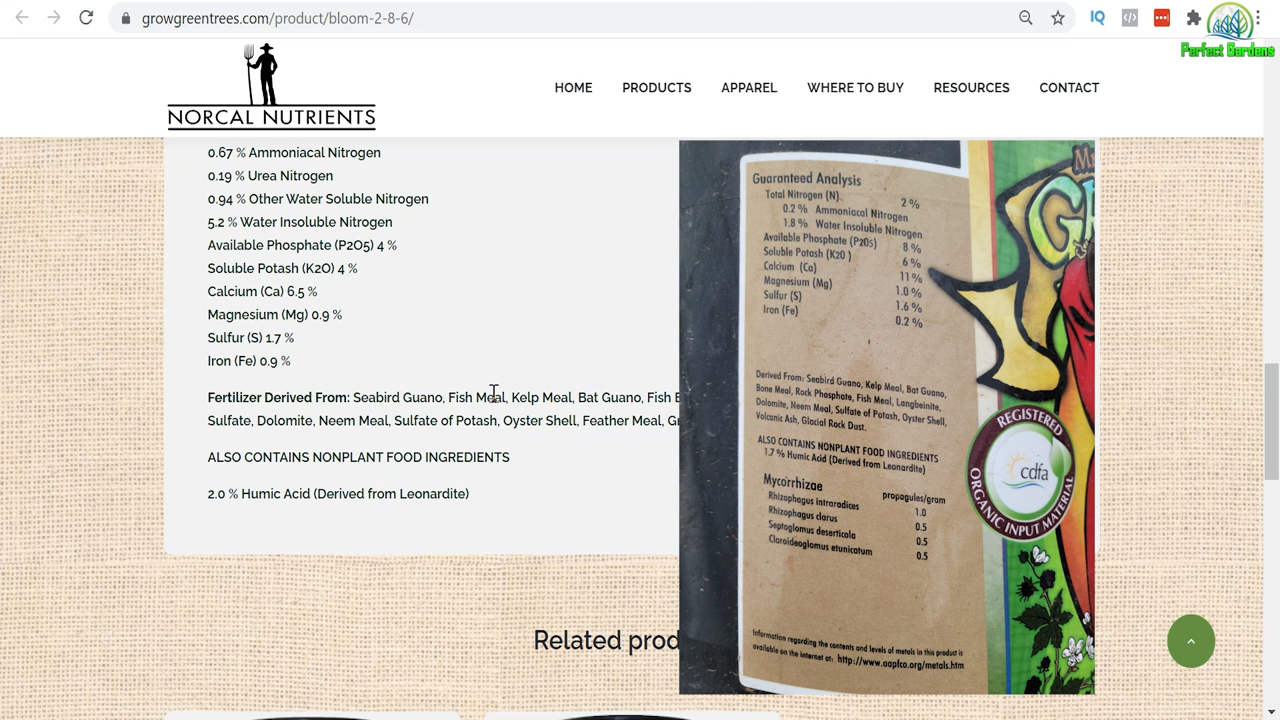 growgreentrees.com/product/bloom-2-8-6/
IQ
Perfect Gardens
NORCAL NUTRIENTS
HOME PRODUCTS APPAREL WHERE TO BUY RESOURCES CONTACT
0.67 % Ammoniacal Nitrogen
0.19 % Urea Nitrogen
0.94 % Other Water Soluble Nitrogen
5.2 % Water Insoluble Nitrogen
Available Phosphate (P2O5) 4 %
Soluble Potash (K2O) 4 %
Calcium (Ca) 6.5 %
Magnesium (Mg) 0.9 %
Sulfur (S) 1.7 %
Iron (Fe) 0.9 %
Fertilizer Derived From: Seabird Guano, Fish Meal, Kelp Meal, Bat Guano, Fish
Sulfate, Dolomite, Neem Meal, Sulfate of Potash, Oyster Shell, Feather Meal,
ALSO CONTAINS NONPLANT FOOD INGREDIENTS
2.0 % Humic Acid (Derived from Leonardite)
Related prod
Guaranteed Analysis
Total Nitrogen (N) 2 %
0.2 % Ammoniacal Nitrogen
1.8 % Water Insoluble Nitrogen
Available Phosphate (P2O5) 8 %
Soluble Potash (K2O ) 6 %
Calcium (Ca) 11 %
Magnesium (Mg) 1.0 %
Sulfur (S) 1.6 %
Iron (Fe) 0.2 %
Derived From: Seabird Guano, Kelp Meal, Bat Guano,
Bone Meal, Rock Phosphate, Fish Meal, Langbeinite,
Dolomite, Neem Meal, Sulfate of Potash, Oyster Shell,
Volcanic Ash, Glacial Rock Dust.
ALSO CONTAINS NONPLANT FOOD INGREDIENTS
1.7 % Humic Acid (Derived from Leonardite)
Mycorrhizae propagules/gram
Rhizophagus intraradices 1.0
Rhizophagus clarus 0.5
Septoglomus deserticola 0.5
Claroideoglomus etunicatum 0.5
Information regarding the contents and levels of metals in this product is
available on the internet at: http://www.aapfco.org/metals.htm
REGISTERED
cdfa
ORGANIC INPUT MATERIAL